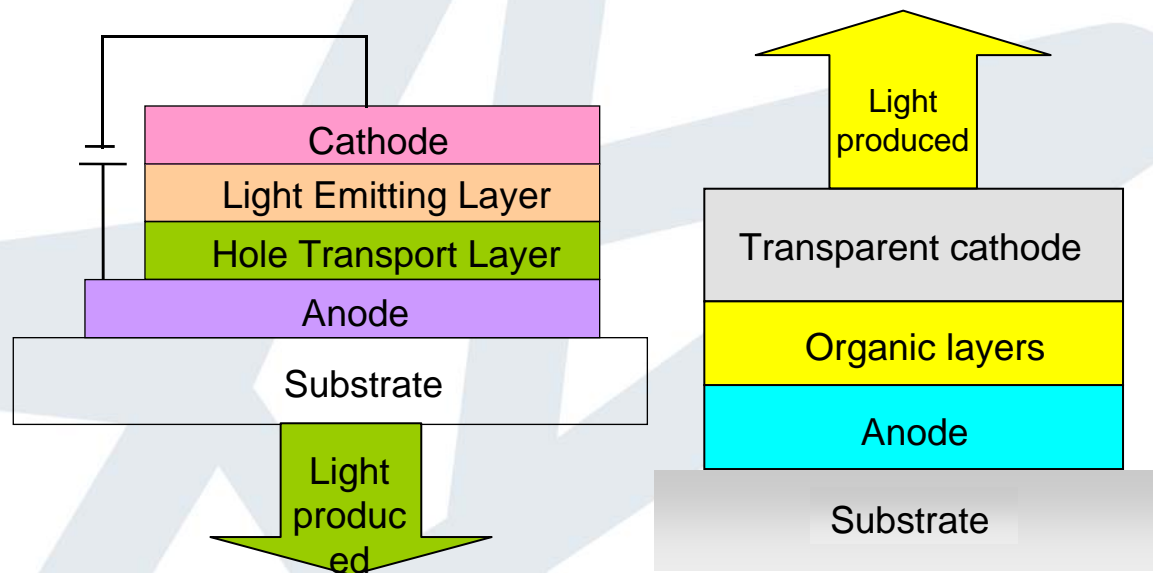 Cathode
Light Emitting Layer
Hole Transport Layer
Anode
Substrate
Light
produc
ed
Light
produced
Transparent cathode
Organic layers
Anode
Substrate